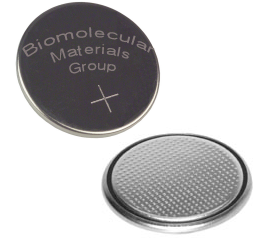 Biomolecular
Materials
Group
+